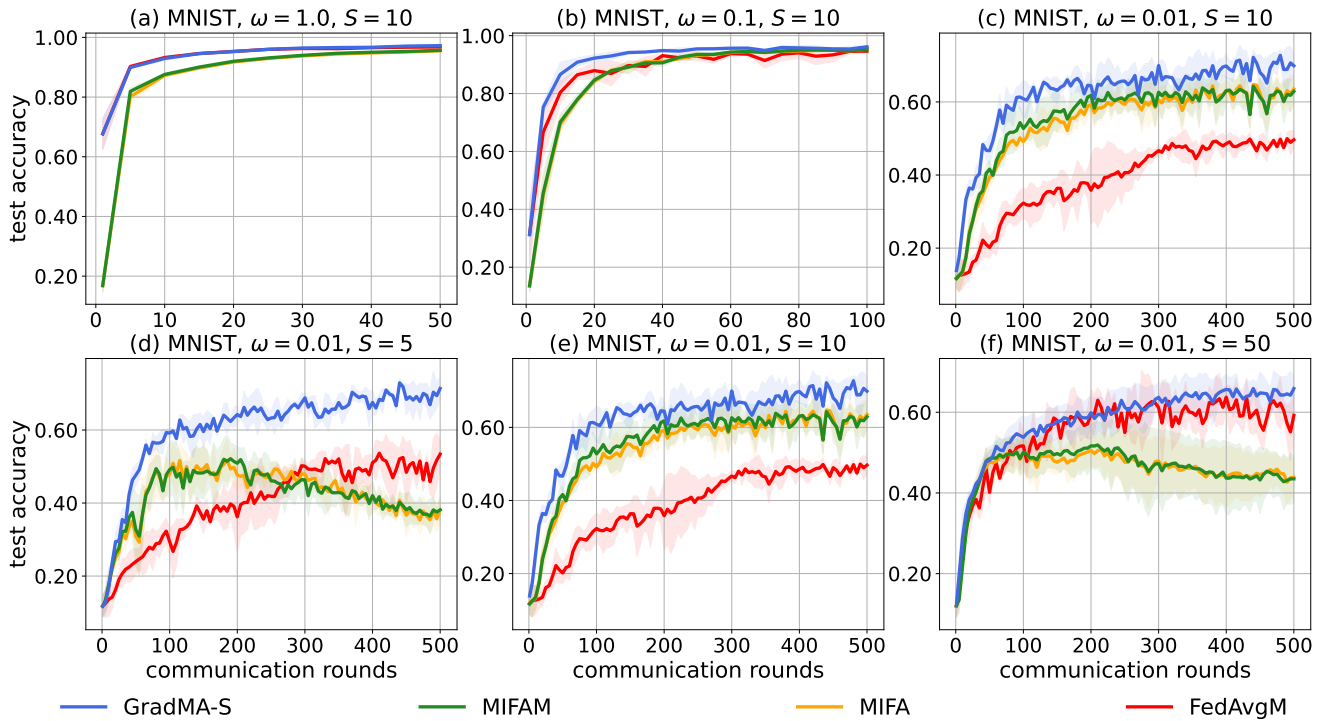 (a) MNIST, ω = 1.0, S = 10
(b) MNIST, ω = 0.1, S = 10
(c) MNIST, ω = 0.01, S = 10
test accuracy
1.00
0.80
0.60
0.40
0.20
0 10 20 30 40 50
1.00
0.80
0.60
0.40
0.20
0 20 40 60 80 100
0.60
0.40
0.20
0 100 200 300 400 500
(d) MNIST, ω = 0.01, S = 5
(e) MNIST, ω = 0.01, S = 10
(f) MNIST, ω = 0.01, S = 50
test accuracy
0.60
0.40
0.20
0 100 200 300 400 500
0.60
0.40
0.20
0 100 200 300 400 500
0.60
0.40
0.20
0 100 200 300 400 500
communication rounds
communication rounds
communication rounds
GradMA-S
MIFAM
MIFA
FedAvgM